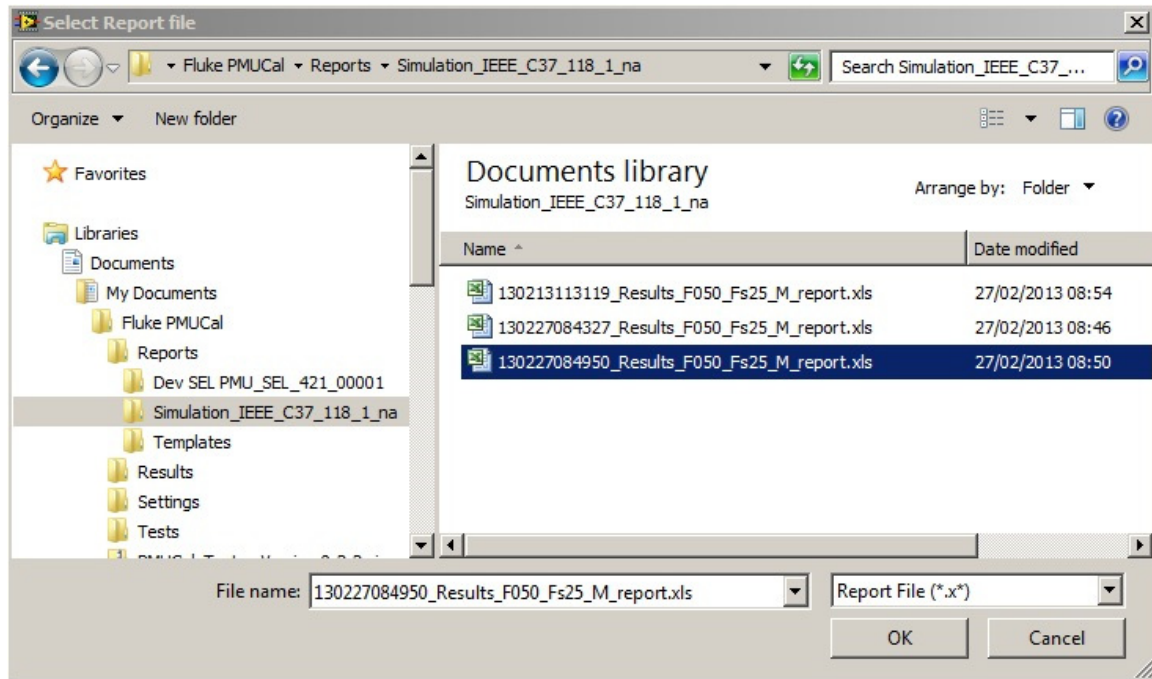 Select Report file
Fluke PMUCal Reports Simulation_IEEE_C37_118_1_na
Search Simulation_IEEE_C37_...
Organize New folder
Favorites
Libraries
Documents
My Documents
Fluke PMUCal
Reports
Dev SEL PMU_SEL_421_00001
Simulation_IEEE_C37_118_1_na
Templates
Results
Settings
Tests
Documents library
Simulation_IEEE_C37_118_1_na
Arrange by: Folder
Name Date modified
130213113119_Results_F050_Fs25_M_report.xls 27/02/2013 08:54
130227084327_Results_F050_Fs25_M_report.xls 27/02/2013 08:46
130227084950_Results_F050_Fs25_M_report.xls 27/02/2013 08:50
File name: 130227084950_Results_F050_Fs25_M_report.xls Report File (*.x*)
OK Cancel